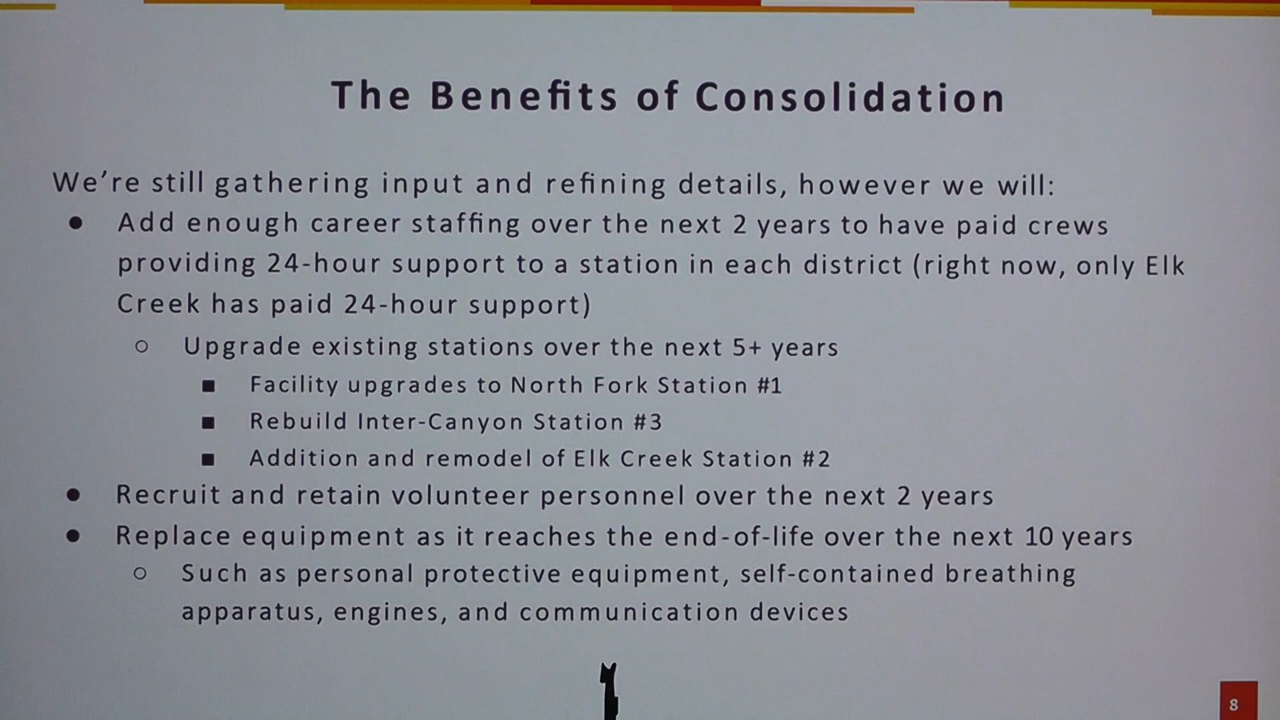 The Benefits of Consolidation
We're still gathering input and refining details, however we will:
● Add enough career staffing over the next 2 years to have paid crews
providing 24-hour support to a station in each district (right now, only Elk
Creek has paid 24-hour support)
○ Upgrade existing stations over the next 5+ years
■ Facility upgrades to North Fork Station #1
■ Rebuild Inter-Canyon Station #3
■ Addition and remodel of Elk Creek Station #2
● Recruit and retain volunteer personnel over the next 2 years
● Replace equipment as it reaches the end-of-life over the next 10 years
○ Such as personal protective equipment, self-contained breathing
apparatus, engines, and communication devices
8